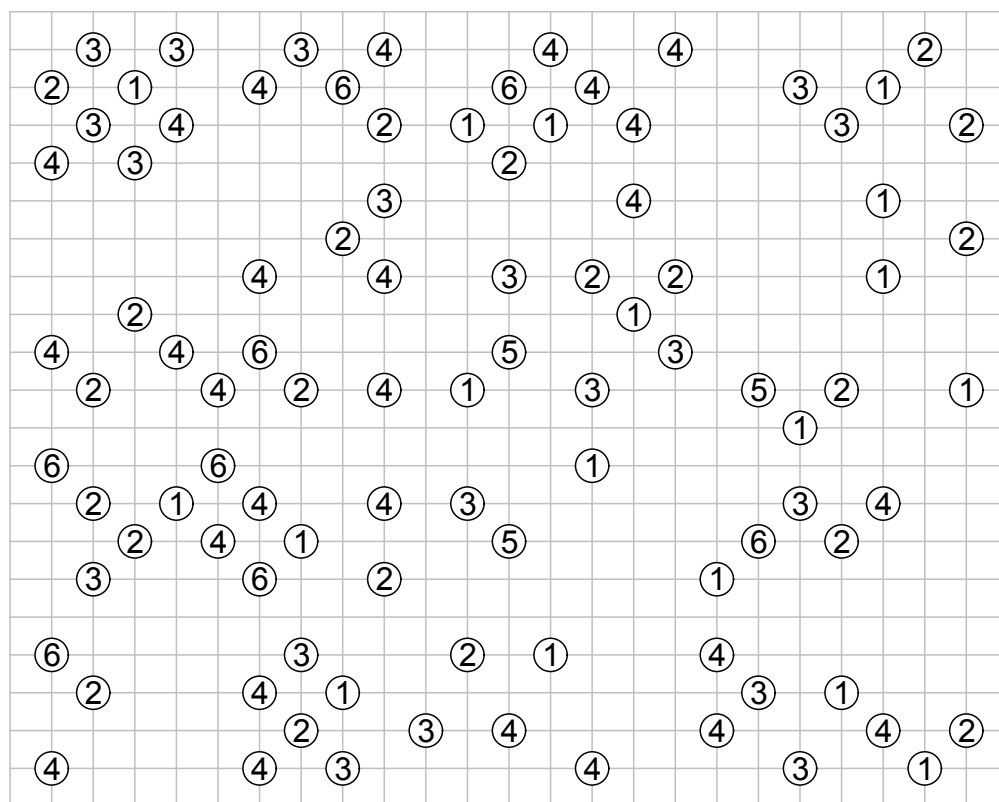 3 3 3 4 4 4 2
2 1 4 6 6 4 3 1
3 4 2 1 1 4 3 2
4 3 2
3 4 1
2 2
4 4 3 2 2 1
2 1
4 4 6 5 3
2 4 2 4 1 3 5 2 1
1
6 6 1
2 1 4 4 3 3 4
2 4 1 5 6 2
3 6 2 1
6 3 2 1 4
2 4 1 3 1
2 3 4 4 4 2
4 4 3 4 3 1